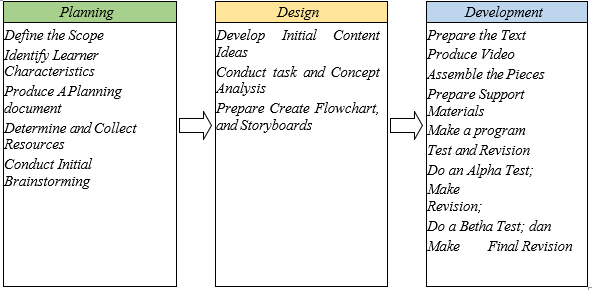 Planning
Define the Scope
Identify Learner
Characteristics
Produce A Planning
document
Determine and Collect
Resources
Conduct Initial
Brainstorming
Design
Develop Initial Content
Ideas
Conduct task and Concept
Analysis
Prepare Create Flowchart,
and Storyboards
Development
Prepare the Text
Produce Video
Assemble the Pieces
Prepare Support
Materials
Make a program
Test and Revision
Do an Alpha Test;
Make
Revision;
Do a Betha Test; dan
Make Final Revision